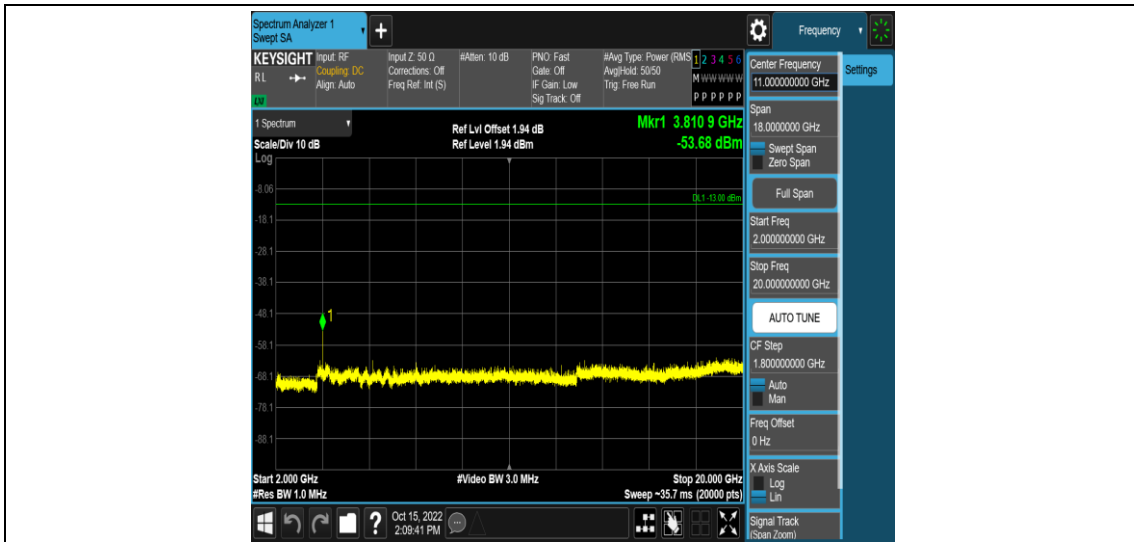 Spectrum Analyzer 1
Swept SA
+
Frequency
KEYSIGHT
RL
Input: RF
Coupling: DC
Align: Auto
Input Z: 50 Ω
Corrections: Off
Freq Ref: Int (S)
#Atten: 10 dB
PNO: Fast
Gate: Off
IF Gain: Low
Sig Track: Off
#Avg Type: Power (RMS
Avg|Hold: 50/50
Trig: Free Run
1 2 3 4 5 6
M W W W W W
P P P P P P
1 Spectrum
Scale/Div 10 dB
Log
Ref Lvl Offset 1.94 dB
Ref Level 1.94 dBm
Mkr1 3.810 9 GHz
-53.68 dBm
-8.06
DL1 -13.00 dBm
-18.1
-28.1
-38.1
-48.1
1
-58.1
-68.1
-78.1
-88.1
Start 2.000 GHz
#Res BW 1.0 MHz
#Video BW 3.0 MHz
Stop 20.000 GHz
Sweep ~35.7 ms (20000 pts)
?
Oct 15, 2022
2:09:41 PM
Center Frequency
11.000000000 GHz
Settings
Span
18.0000000 GHz
Swept Span
Zero Span
Full Span
Start Freq
2.000000000 GHz
Stop Freq
20.000000000 GHz
AUTO TUNE
CF Step
1.800000000 GHz
Auto
Man
Freq Offset
0 Hz
X Axis Scale
Log
Lin
Signal Track
(Span Zoom)